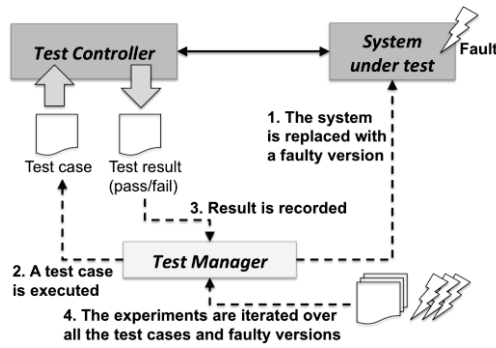 Test Controller
System
under test
Fault
1. The system
is replaced with
a faulty version
Test case
Test result
(pass/fail)
3. Result is recorded
Test Manager
2. A test case
is executed
4. The experiments are iterated over
all the test cases and faulty versions